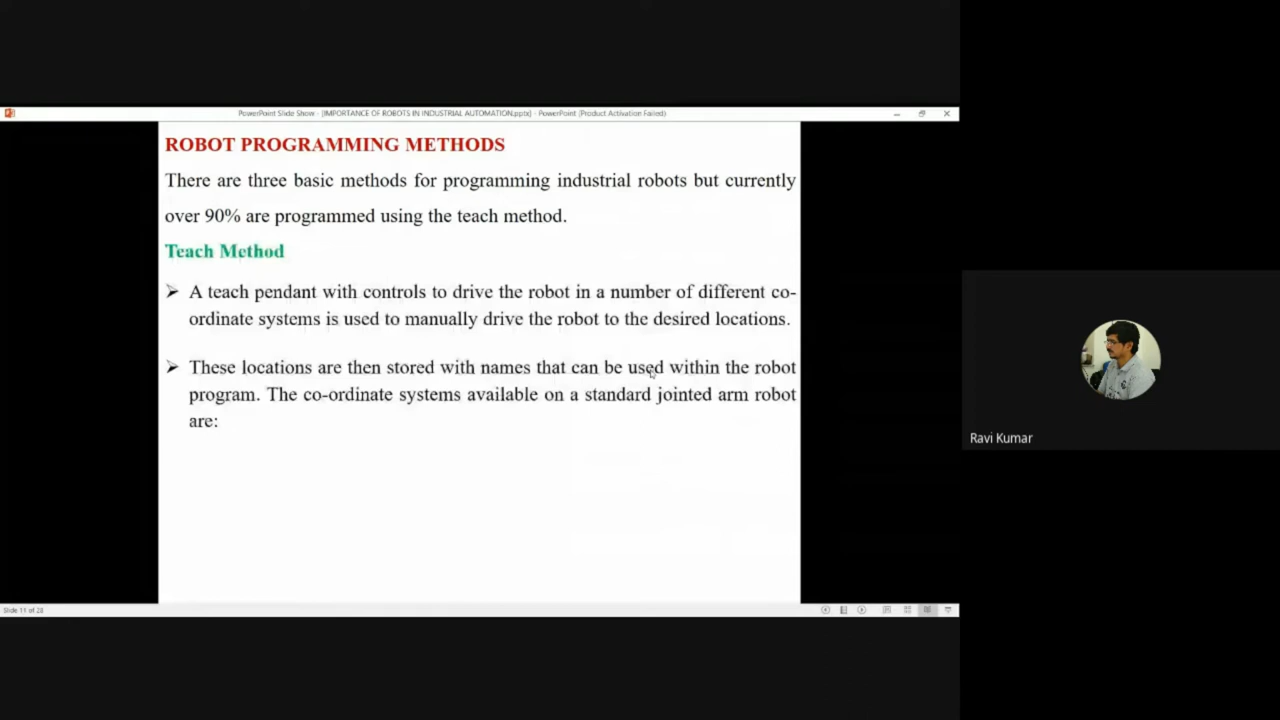 PowerPoint Slide Show - [IMPORTANCE OF ROBOTS IN INDUSTRIAL AUTOMATION.pptx] - PowerPoint (Product Activation Failed)
ROBOT PROGRAMMING METHODS
There are three basic methods for programming industrial robots but currently
over 90% are programmed using the teach method.
Teach Method
➢ A teach pendant with controls to drive the robot in a number of different co-
ordinate systems is used to manually drive the robot to the desired locations.
➢ These locations are then stored with names that can be used within the robot
program. The co-ordinate systems available on a standard jointed arm robot
are:
Ravi Kumar
Slide 11 of 28